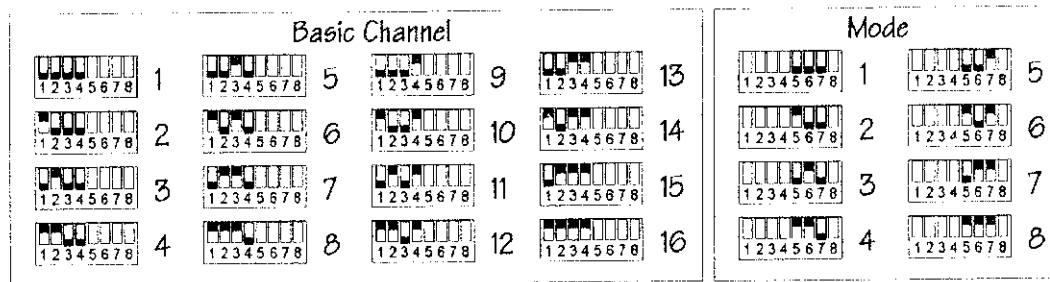 Basic Channel
Mode
12345678 1 12345678 5 12345678 9 12345678 13 12345678 1 12345678 5
12345678 2 12345678 6 12345678 10 12345678 14 12345678 2 12345678 6
12345678 3 12345678 7 12345678 11 12345678 15 12345678 3 12345678 7
12345678 4 12345678 8 12345678 12 12345678 16 12345678 4 12345678 8